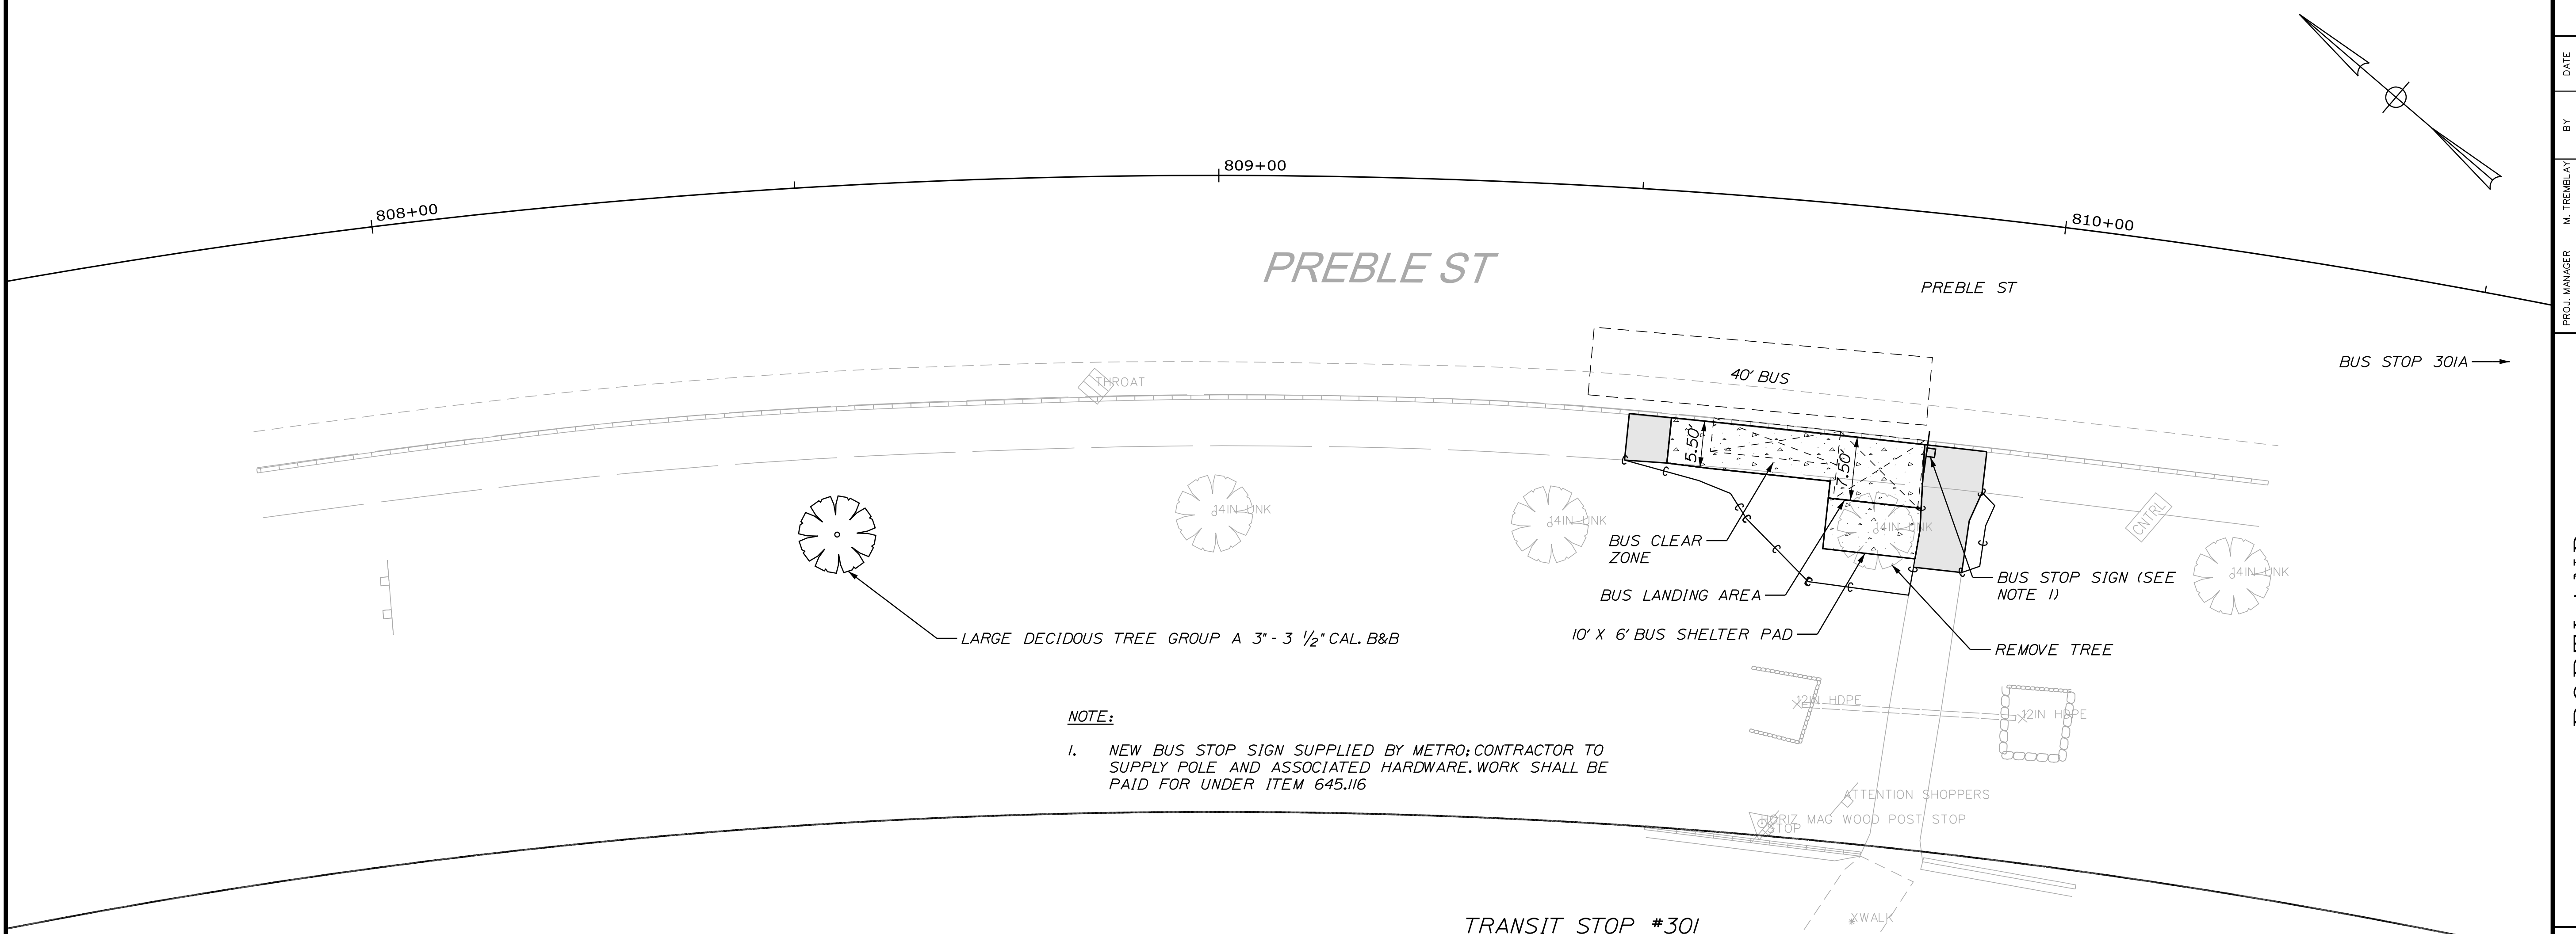 808+00
809+00
810+00
PREBLE ST
PREBLE ST
BUS STOP 301A
THROAT
40' BUS
5.50'
7.50'
14IN LNK
14IN LNK
14IN LNK
14IN LNK
CNTRL
BUS CLEAR
ZONE
BUS LANDING AREA
10' X 6' BUS SHELTER PAD
BUS STOP SIGN (SEE
NOTE 1)
REMOVE TREE
LARGE DECIDOUS TREE GROUP A 3" - 3 1/2" CAL. B&B
12IN HDPE
12IN HDPE
NOTE:
1. NEW BUS STOP SIGN SUPPLIED BY METRO; CONTRACTOR TO
SUPPLY POLE AND ASSOCIATED HARDWARE. WORK SHALL BE
PAID FOR UNDER ITEM 645.116
ATTENTION SHOPPERS
HORIZ MAG WOOD POST STOP
STOP
XWALK
TRANSIT STOP #301
DATE
BY
M. TREMBLAY
PROJ. MANAGER